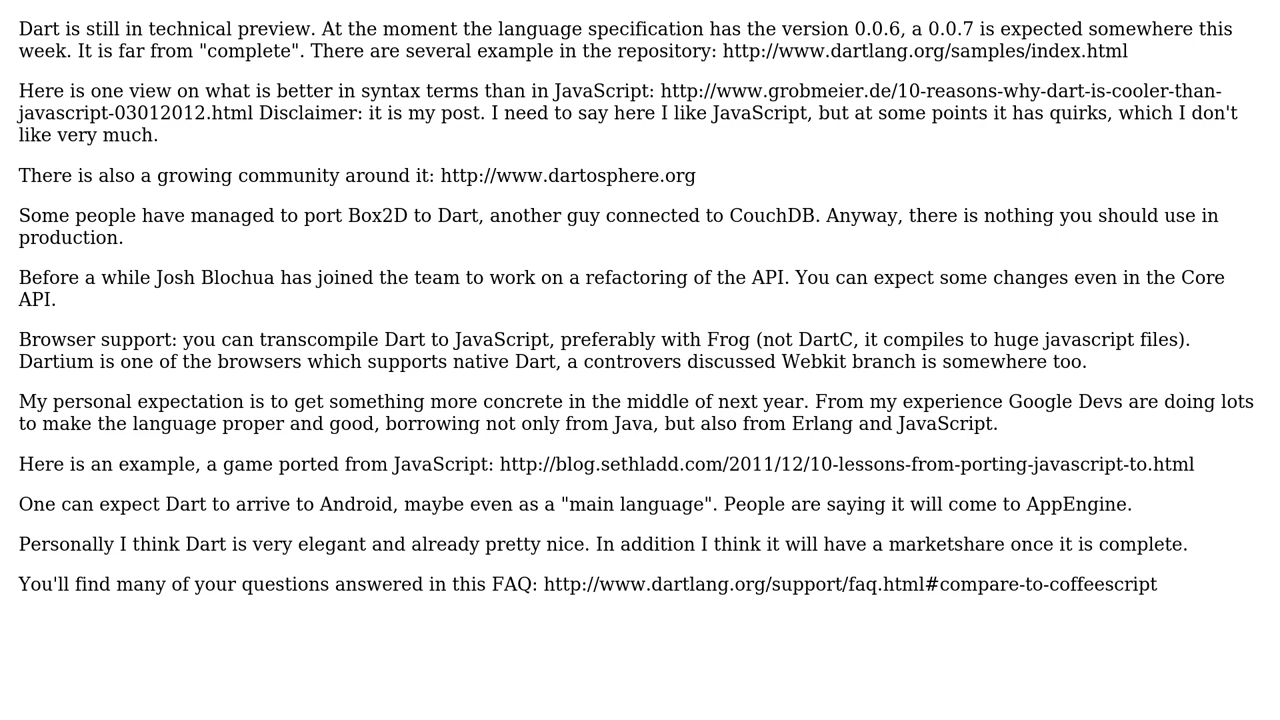 Dart is still in technical preview. At the moment the language specification has the version 0.0.6, a 0.0.7 is expected somewhere this
week. It is far from "complete". There are several example in the repository: http://www.dartlang.org/samples/index.html
Here is one view on what is better in syntax terms than in JavaScript: http://www.grobmeier.de/10-reasons-why-dart-is-cooler-than-
javascript-03012012.html Disclaimer: it is my post. I need to say here I like JavaScript, but at some points it has quirks, which I don't
like very much.
There is also a growing community around it: http://www.dartosphere.org
Some people have managed to port Box2D to Dart, another guy connected to CouchDB. Anyway, there is nothing you should use in
production.
Before a while Josh Blochua has joined the team to work on a refactoring of the API. You can expect some changes even in the Core
API.
Browser support: you can transcompile Dart to JavaScript, preferably with Frog (not DartC, it compiles to huge javascript files).
Dartium is one of the browsers which supports native Dart, a controvers discussed Webkit branch is somewhere too.
My personal expectation is to get something more concrete in the middle of next year. From my experience Google Devs are doing lots
to make the language proper and good, borrowing not only from Java, but also from Erlang and JavaScript.
Here is an example, a game ported from JavaScript: http://blog.sethladd.com/2011/12/10-lessons-from-porting-javascript-to.html
One can expect Dart to arrive to Android, maybe even as a "main language". People are saying it will come to AppEngine.
Personally I think Dart is very elegant and already pretty nice. In addition I think it will have a marketshare once it is complete.
You'll find many of your questions answered in this FAQ: http://www.dartlang.org/support/faq.html#compare-to-coffeescript